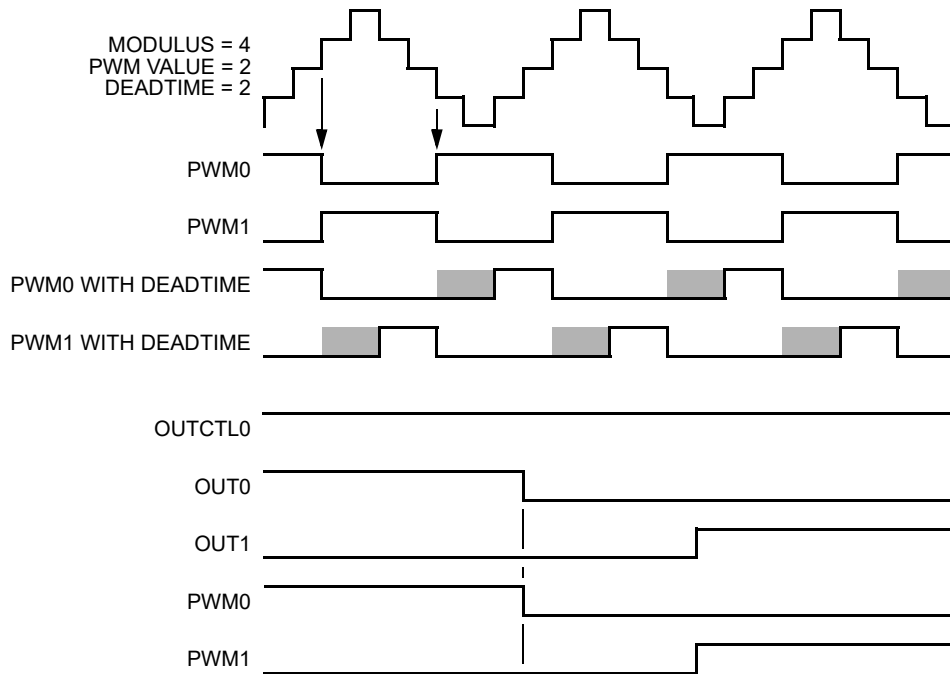 MODULUS = 4
PWM VALUE = 2
DEADTIME = 2
PWM0
PWM1
PWM0 WITH DEADTIME
PWM1 WITH DEADTIME
OUTCTL0
OUT0
OUT1
PWM0
PWM1